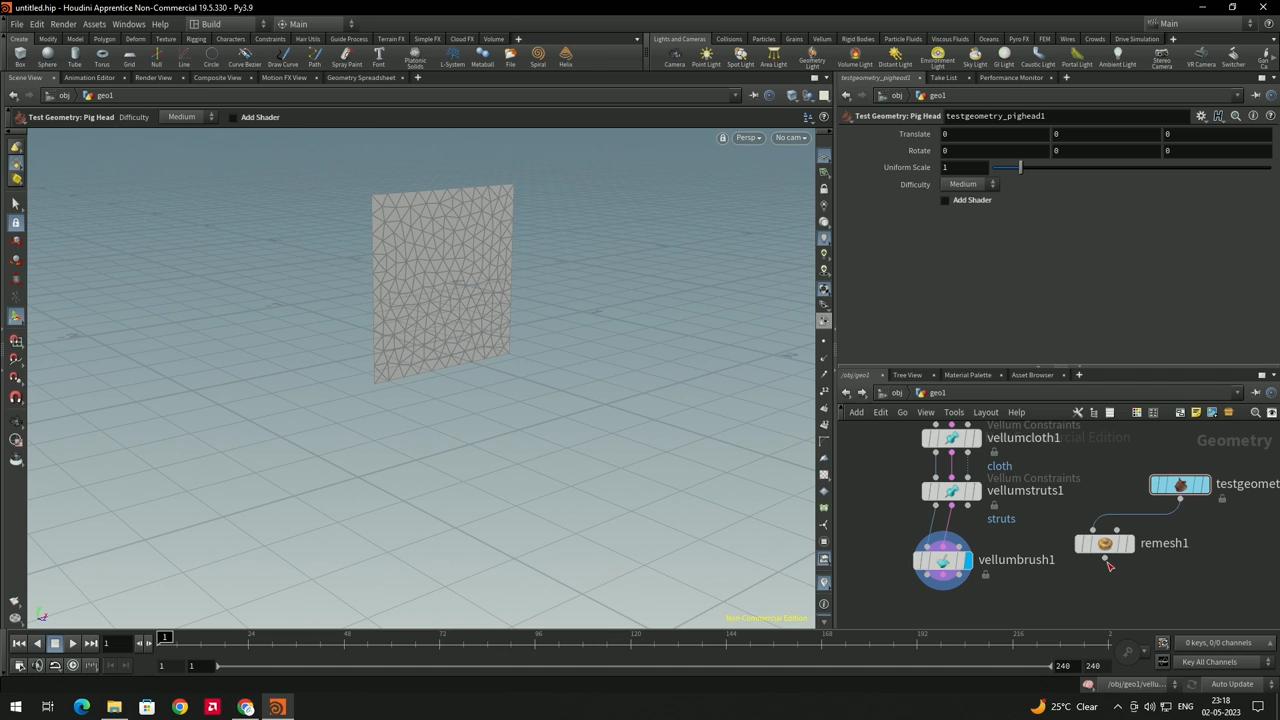 untitled.hip - Houdini Apprentice Non-Commercial 19.5.330 - Py3.9
File Edit Render Assets Windows Help Build Main Main
Create Modify Model Polygon Deform Texture Rigging Characters Constraints Hair Utils Guide Process Terrain FX Simple FX Cloud FX Volume
Lights and Cameras Collisions Particles Grains Vellum Rigid Bodies Particle Fluids Viscous Fluids Oceans Pyro FX FEM Wires Crowds Drive Simulation
Box Sphere Tube Torus Grid Null Line Circle Curve Bezier Draw Curve Path Spray Paint Font Platonic Solids L-System Metaball File Spiral Helix
Camera Point Light Spot Light Area Light Geometry Light Volume Light Distant Light Environment Light Sky Light GI Light Caustic Light Portal Light Ambient Light Stereo Camera VR Camera Switcher
Scene View Animation Editor Render View Composite View Motion FX View Geometry Spreadsheet
testgeometry_pighead1 Take List Performance Monitor
obj geo1
obj geo1
Test Geometry: Pig Head Difficulty Medium Add Shader
Test Geometry: Pig Head testgeometry_pighead1
Persp No cam
Translate 0 0 0
Rotate 0 0 0
Uniform Scale 1
Difficulty Medium
Add Shader
/obj/geo1 Tree View Material Palette Asset Browser
obj geo1
Add Edit Go View Tools Layout Help
Vellum Constraints
vellumcloth1
cloth
Geometry
Vellum Constraints
vellumstruts1
struts
testgeomet
remesh1
vellumbrush1
Non-Commercial Edition
1 1 24 48 72 96 120 144 168 192 216 2
0 keys, 0/0 channels
1 1 240 240
Key All Channels
/obj/geo1/vellu... Auto Update
25°C Clear ENG 23:18
02-05-2023